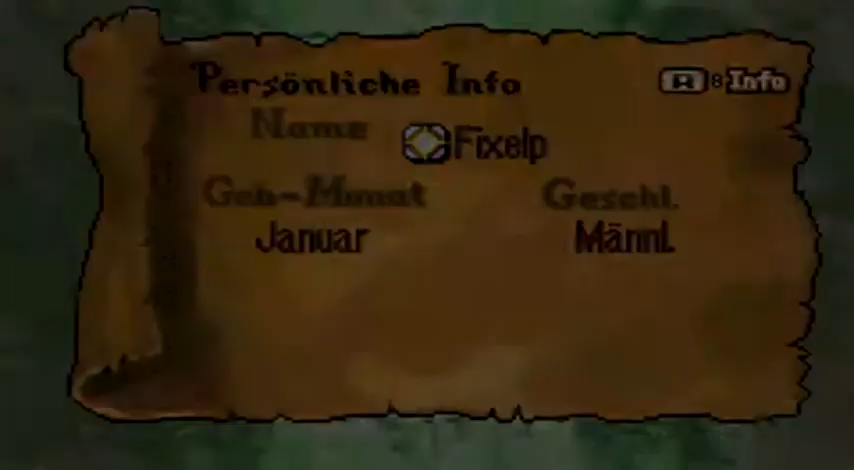 Persönliche Info
R:Info
Name
Fixelp
Geb-Monat Geschl.
Januar Männl.